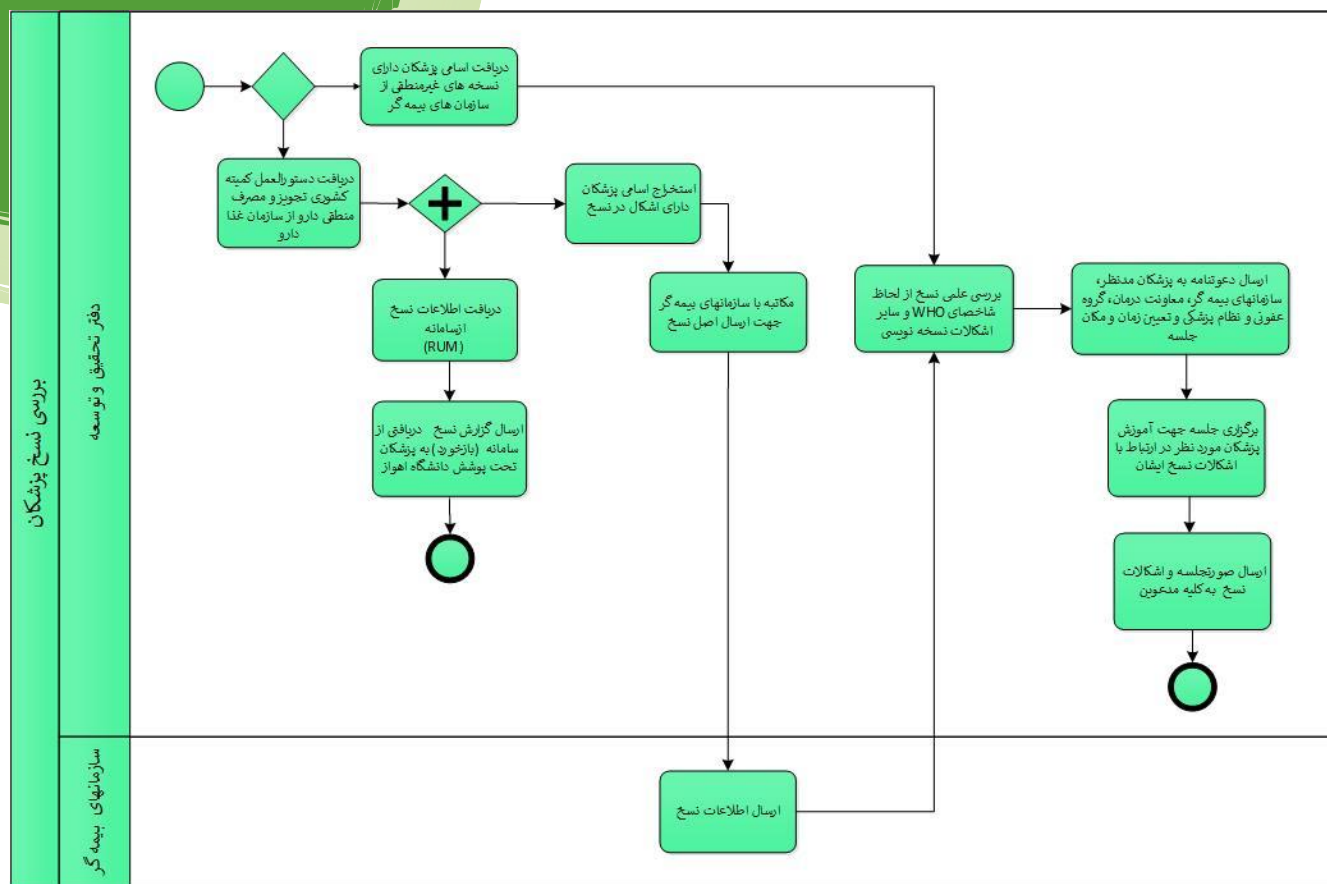 بررسی نسخ پزشکان
دفتر تحقیق و توسعه
دریافت اسامی پزشکان دارای
نسخه های غیرمنطقی از
سازمان های بیمه گر
دریافت دستورالعمل کمیته
کشوری تجویز و مصرف
منطقی دارو از سازمان غذا
دارو
استخراج اسامی پزشکان
دارای اشکال در نسخ
دریافت اطلاعات نسخ
ازسامانه
(RUM)
مکاتبه با سازمانهای بیمه گر
جهت ارسال اصل نسخ
ارسال گزارش نسخ دریافتی از
سامانه (بازخورد) به پزشکان
تحت پوشش دانشگاه اهواز
بررسی علمی نسخ از لحاظ
شاخصای WHO و سایر
اشکالات نسخه نویسی
ارسال دعوتنامه به پزشکان مدنظر،
سازمانهای بیمه گر، معاونت درمان، گروه
عفونی و نظام پزشکی و تعیین زمان و مکان
جلسه
برگزاری جلسه جهت آموزش
پزشکان مورد نظر در ارتباط با
اشکالات نسخ ایشان
ارسال صورتجلسه و اشکالات
نسخ به کلیه مدعوین
سازمانهای بیمه گر
ارسال اطلاعات نسخ